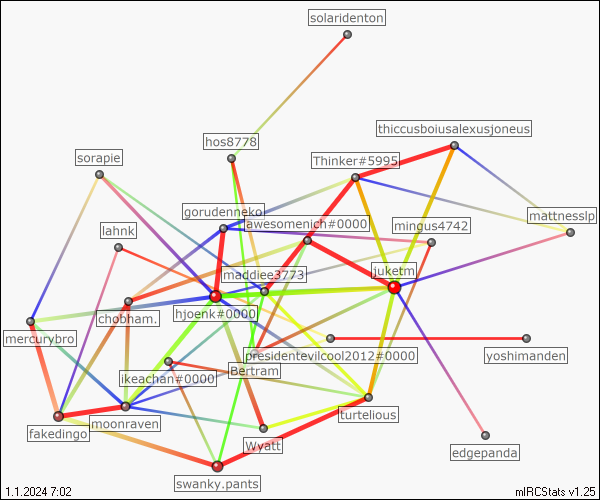 solaridenton
thiccusboiusalexusjoneus
hos8778
sorapie
Thinker#5995
gorudenneko
awesomenich#0000
mattnesslp
lahnk
mingus4742
maddiee3773
juketm
chobham.
hjoenk#0000
mercurybro
presidentevilcool2012#0000
yoshimanden
ikeachan#0000
Bertram
turtelious
moonraven
fakedingo
Wyatt
edgepanda
swanky.pants
1.1.2024 7:02
mIRCStats v1.25